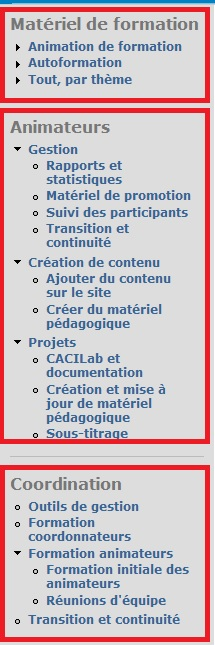 Matériel de formation
Animation de formation
Autoformation
Tout, par thème
Animateurs
Gestion
Rapports et
statistiques
Matériel de promotion
Suivi des participants
Transition et
continuité
Création de contenu
Ajouter du contenu
sur le site
Créer du matériel
pédagogique
Projets
CACILab et
documentation
Création et mise à
jour de matériel
pédagogique
Sous-titrage
Coordination
Outils de gestion
Formation
coordonnateurs
Formation animateurs
Formation initiale des
animateurs
Réunions d'équipe
Transition et continuité